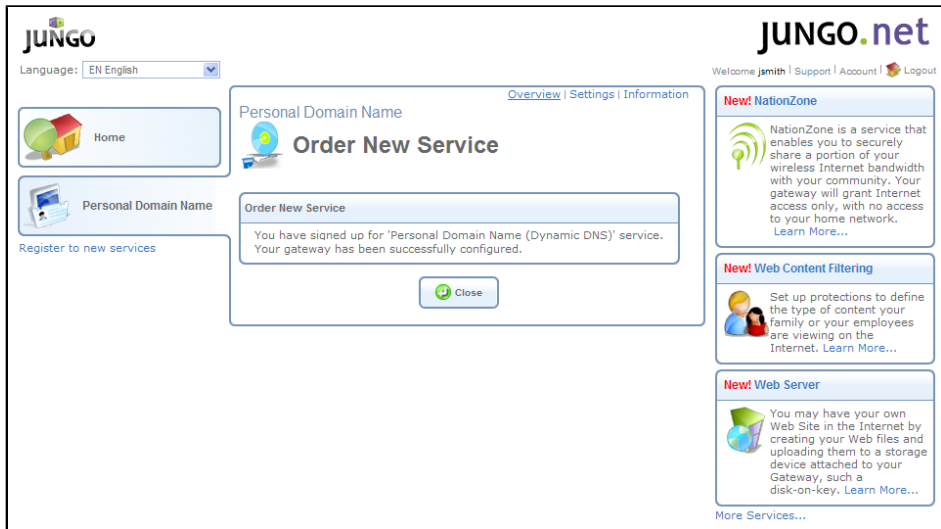 JUNGO
JUNGO.net
Language: EN English
Welcome jsmith | Support | Account | Logout
Home
Personal Domain Name
Register to new services
Overview | Settings | Information
Personal Domain Name
Order New Service
Order New Service
You have signed up for 'Personal Domain Name (Dynamic DNS)' service.
Your gateway has been successfully configured.
Close
New! NationZone
NationZone is a service that
enables you to securely
share a portion of your
wireless Internet bandwidth
with your community. Your
gateway will grant Internet
access only, with no access
to your home network.
Learn More...
New! Web Content Filtering
Set up protections to define
the type of content your
family or your employees
are viewing on the
Internet. Learn More...
New! Web Server
You may have your own
Web Site in the Internet by
creating your Web files and
uploading them to a storage
device attached to your
Gateway, such a
disk-on-key. Learn More...
More Services...